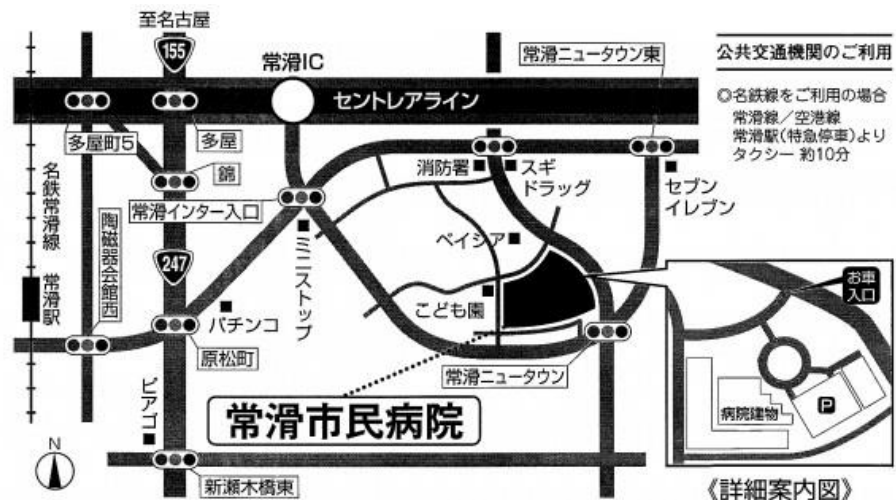 至名古屋
155
常滑IC
常滑ニュータウン東
公共交通機関のご利用
セントレアライン
◎名鉄線をご利用の場合
常滑線／空港線
常滑駅(特急停車)より
タクシー 約10分
多屋町5
多屋
錦
消防署
スギ
ドラッグ
セブン
イレブン
名鉄常滑線
常滑駅
陶磁器会館西
常滑インター入口
ミニストップ
ベイシア
247
こども園
パチンコ
原松町
お車
入口
常滑ニュータウン
ピアゴ
常滑市民病院
病院建物
P
N
新瀬木橋東
《詳細案内図》